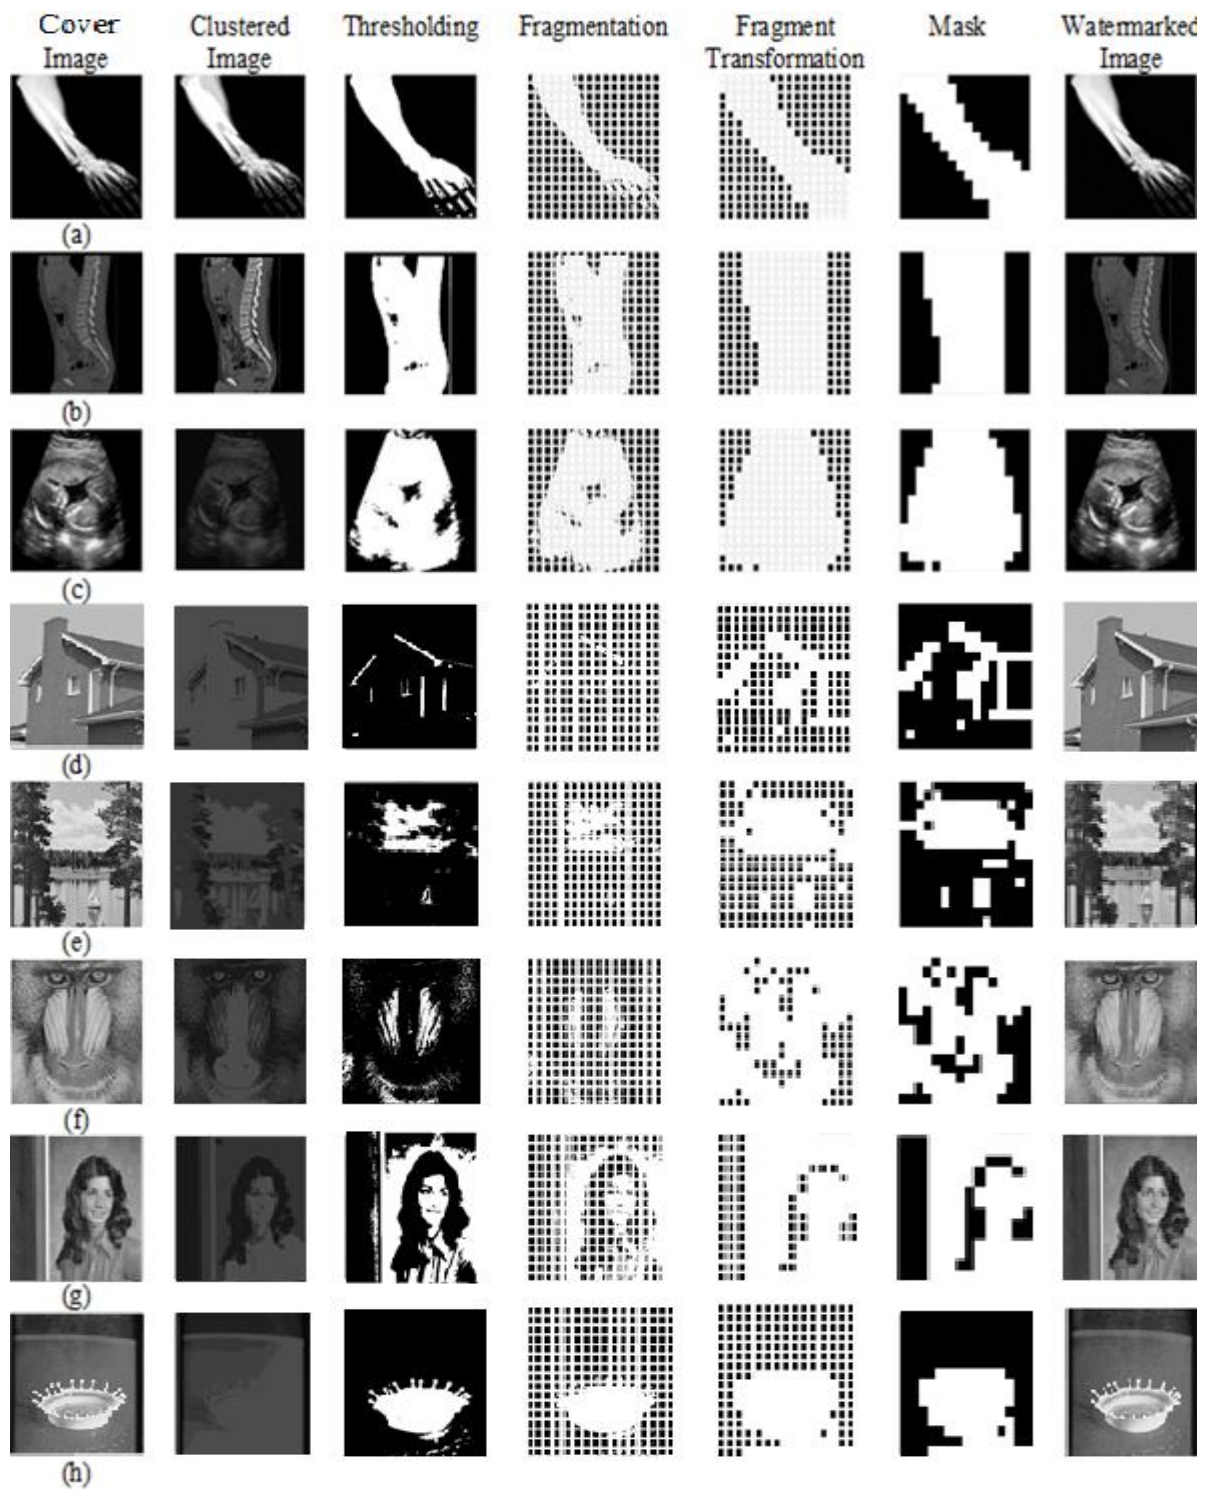 Cover Image
Clustered Image
Thresholding
Fragmentation
Fragment Transformation
Mask
Watermarked Image
(a)
(b)
(c)
(d)
(e)
(f)
(g)
(h)